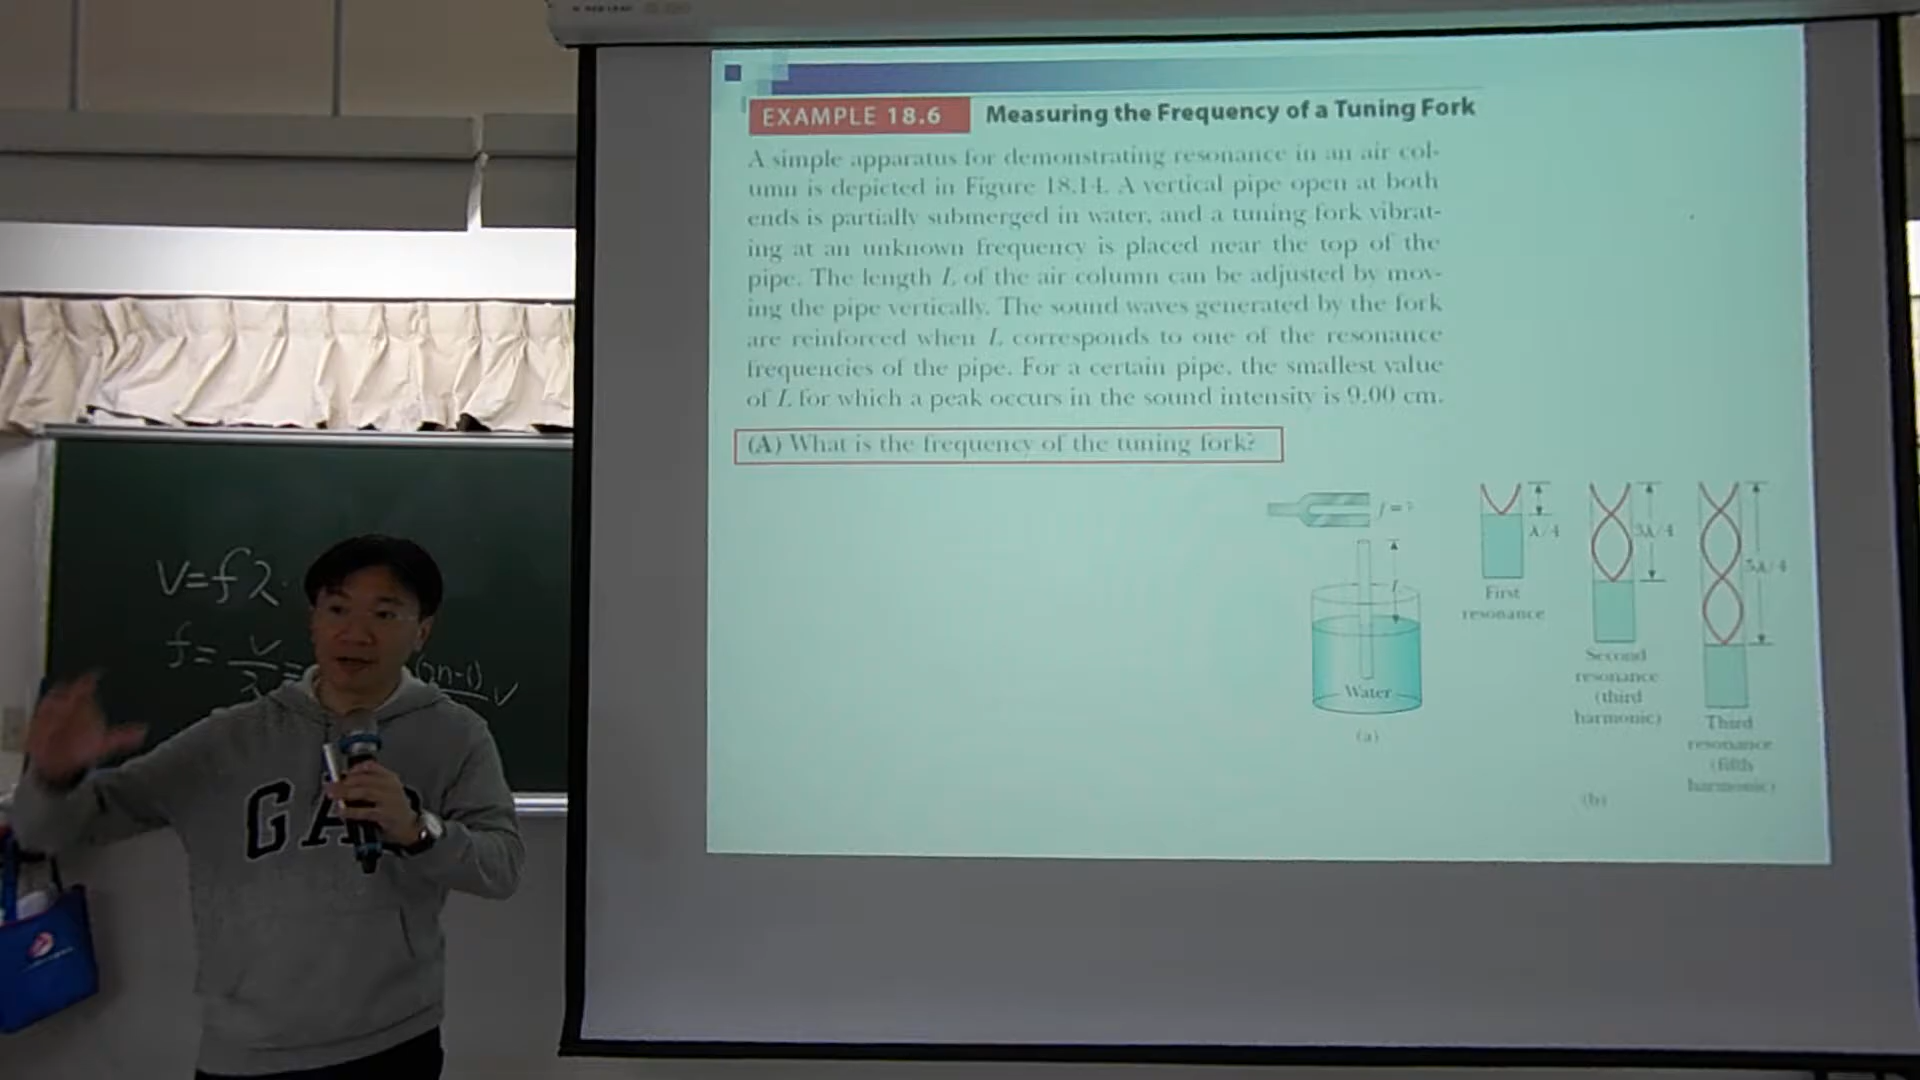 EXAMPLE 18.6 Measuring the Frequency of a Tuning Fork
A simple apparatus for demonstrating resonance in an air col-
umn is depicted in Figure 18.14. A vertical pipe open at both
ends is partially submerged in water, and a tuning fork vibrat-
ing at an unknown frequency is placed near the top of the
pipe. The length L of the air column can be adjusted by mov-
ing the pipe vertically. The sound waves generated by the fork
are reinforced when L corresponds to one of the resonance
frequencies of the pipe. For a certain pipe, the smallest value
of L for which a peak occurs in the sound intensity is 9.00 cm.
(A) What is the frequency of the tuning fork?
f = ?
L
Water
(a)
λ/4
First
resonance
3λ/4
Second
resonance
(third
harmonic)
5λ/4
Third
resonance
(fifth
harmonic)
(b)
V=fλ
f= V/λ =
(2n-1)
V
GA